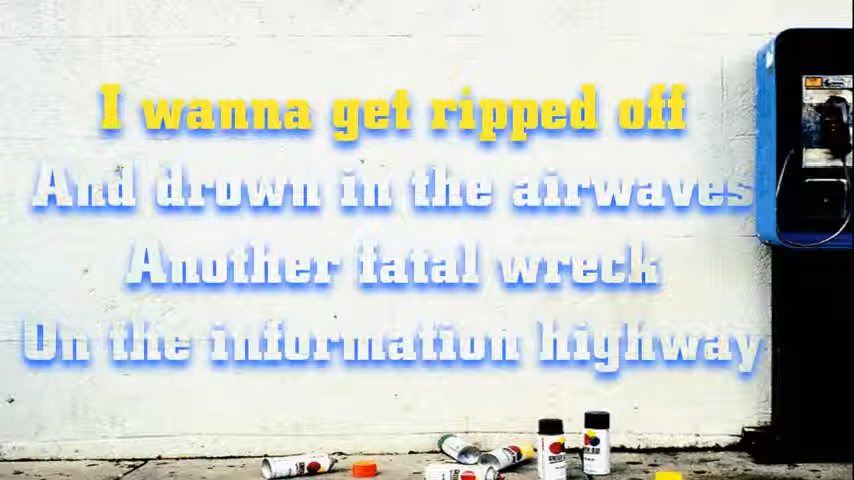 I wanna get ripped off
And drown in the airwaves
Another fatal wreck
On the information highway